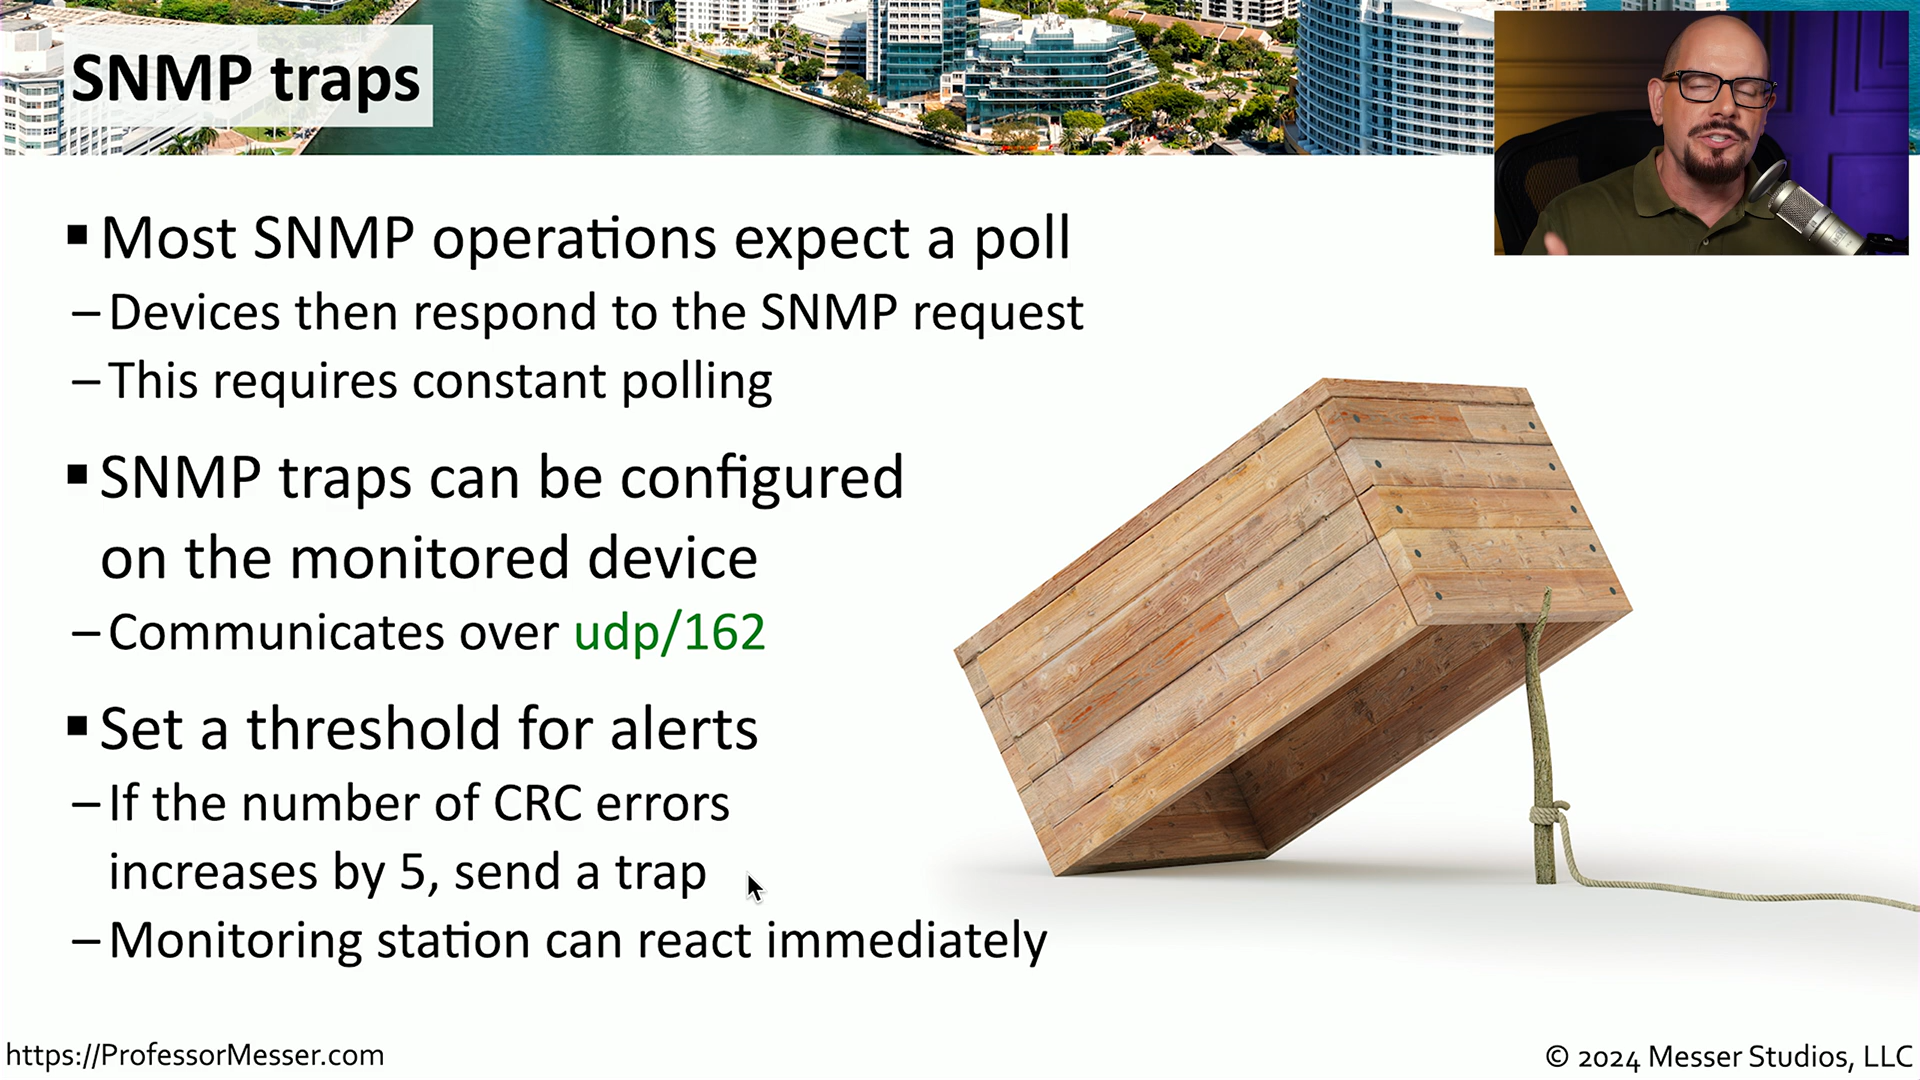 SNMP traps
▪ Most SNMP operations expect a poll
– Devices then respond to the SNMP request
– This requires constant polling
▪ SNMP traps can be configured
on the monitored device
– Communicates over udp/162
▪ Set a threshold for alerts
– If the number of CRC errors
increases by 5, send a trap
– Monitoring station can react immediately
https://ProfessorMesser.com
© 2024 Messer Studios, LLC